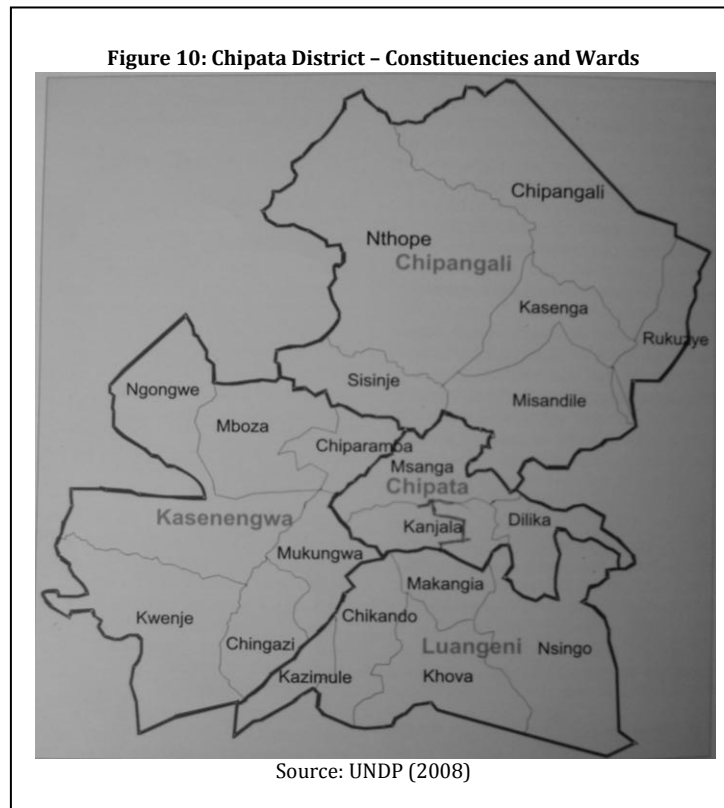 Figure 10: Chipata District – Constituencies and Wards
Chipangali
Nthope
Chipangali
Kasenga
Rukuzye
Sisinje
Misandile
Ngongwe
Mboza
Chiparamba
Msanga
Chipata
Kasenengwa
Kanjala
Dilika
Mukungwa
Makangia
Kwenje
Chikando
Chingazi
Luangeni
Nsingo
Kazimule
Khova
Source: UNDP (2008)